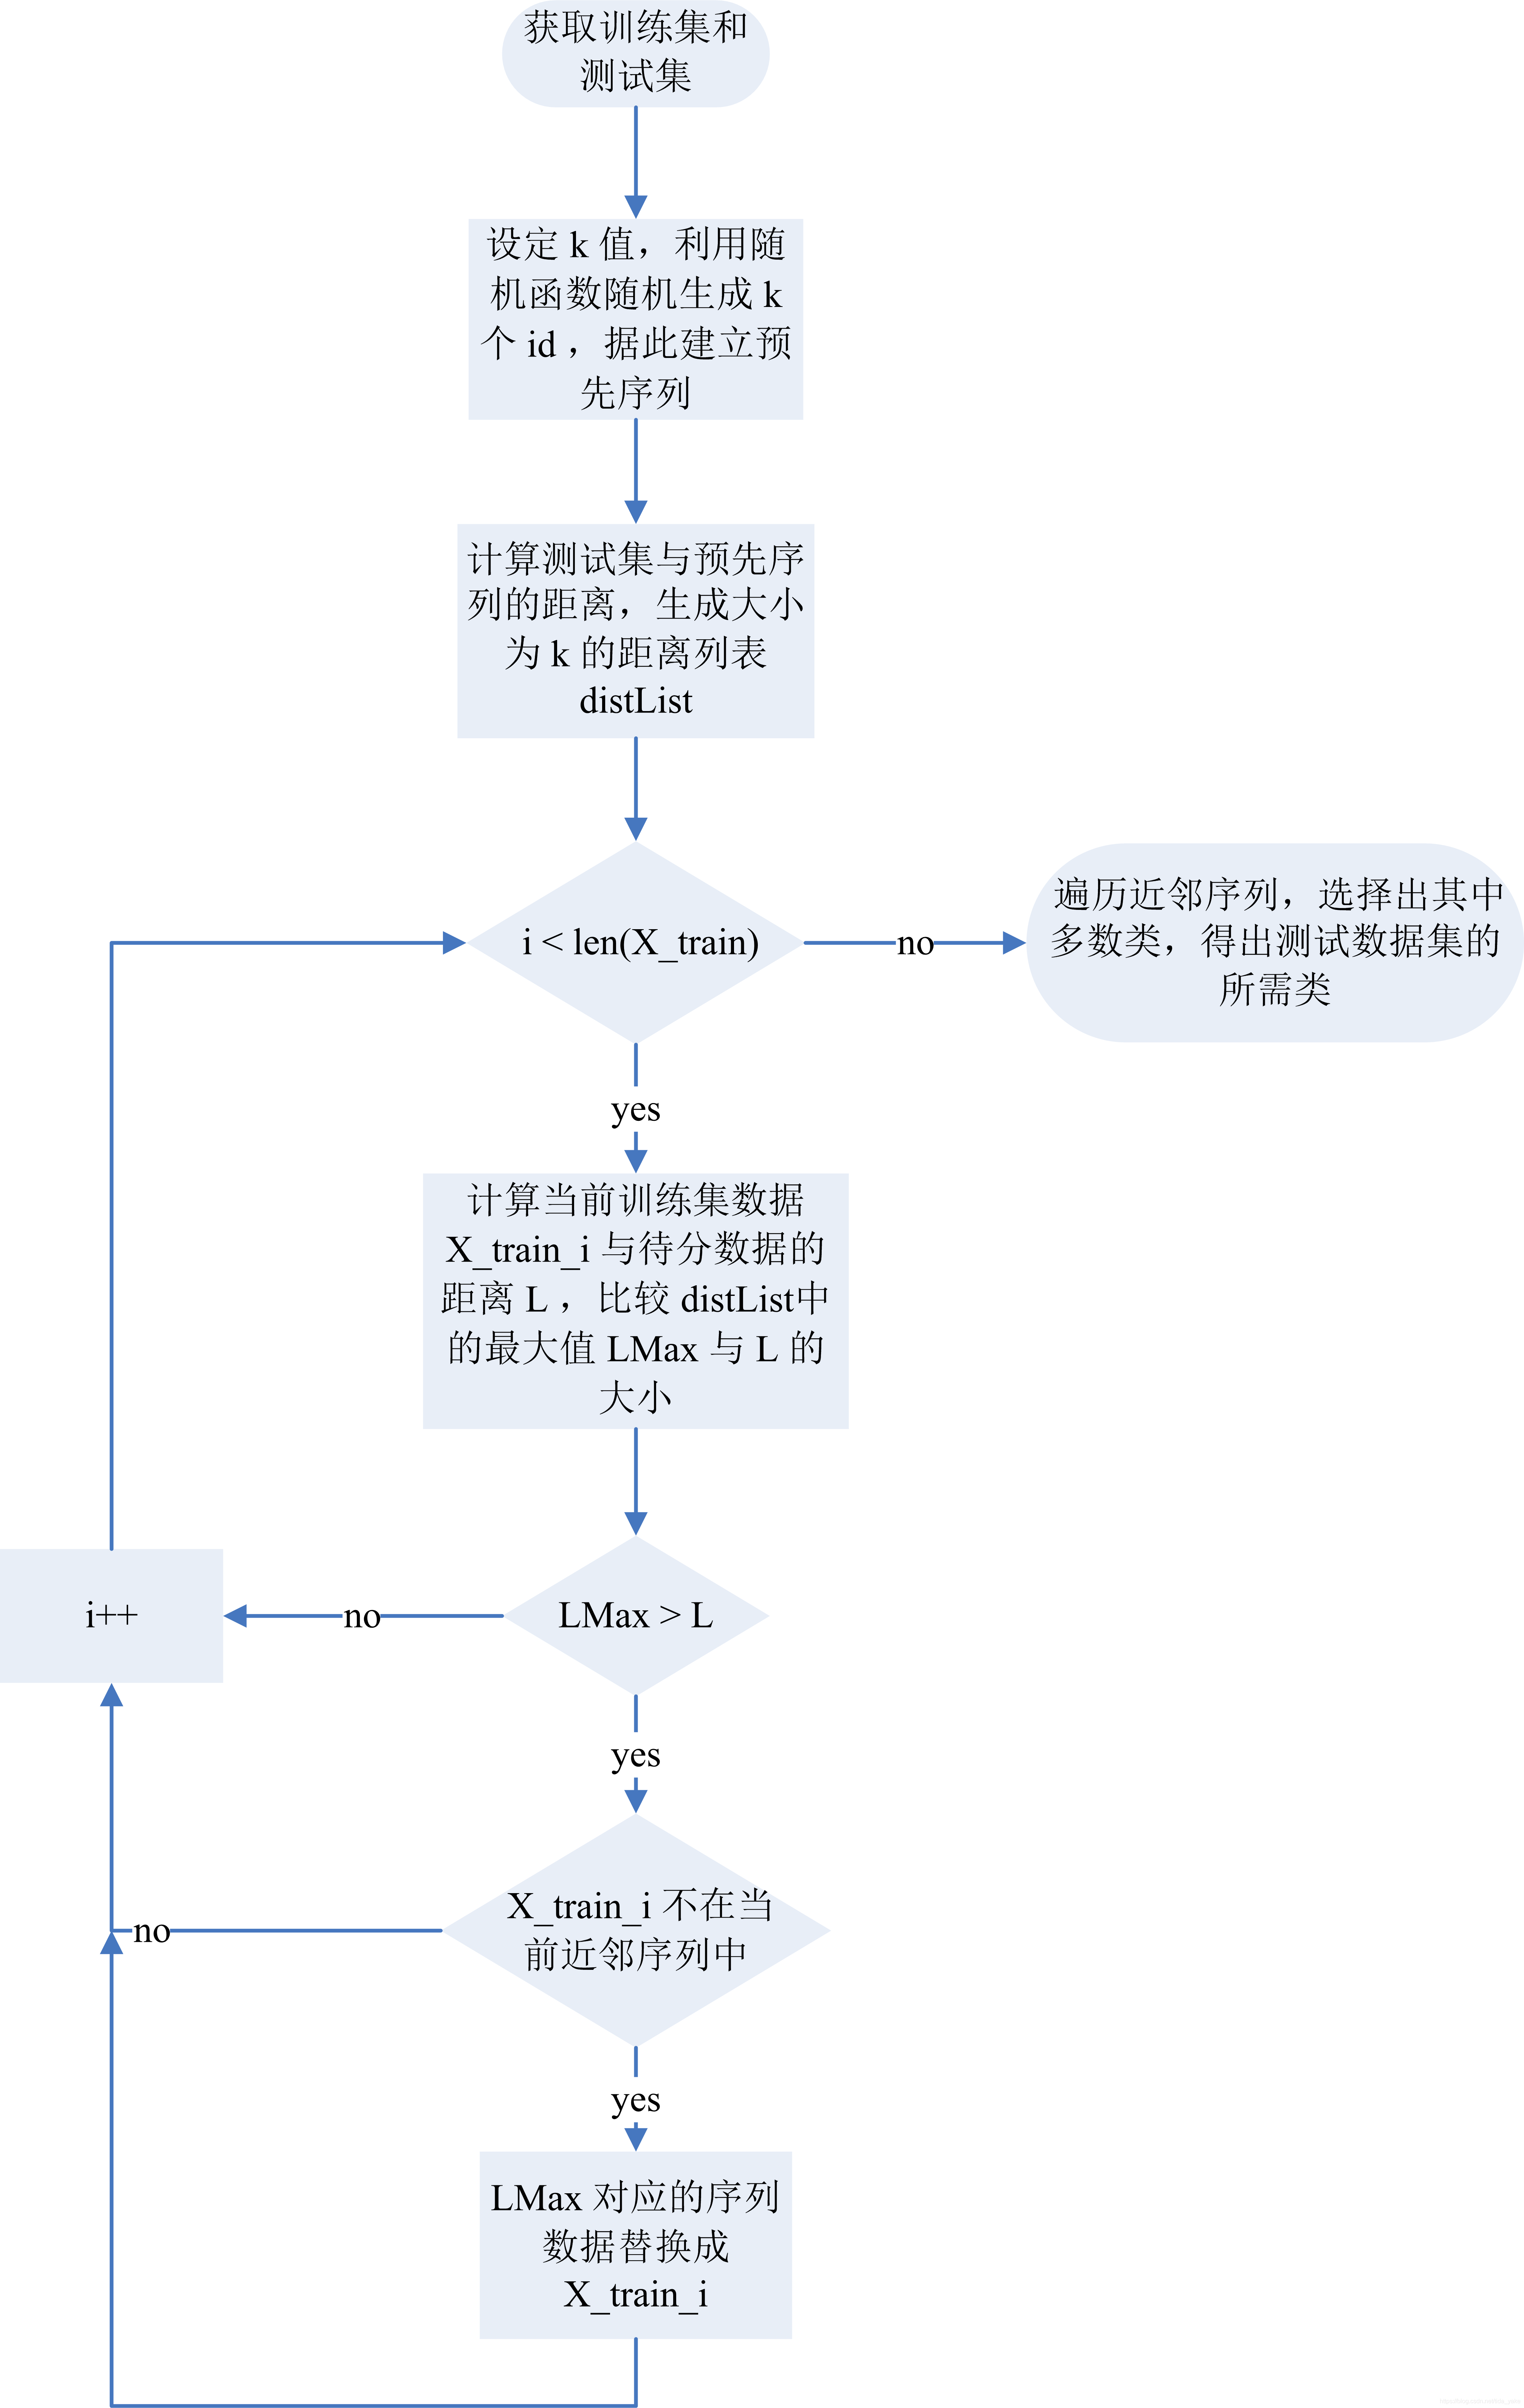 获取训练集和
测试集
设定 k 值，利用随
机函数随机生成 k
个 id ，据此建立预
先序列
计算测试集与预先序
列的距离，生成大小
为 k 的距离列表
distList
i < len(X_train)
no
遍历近邻序列，选择出其中
多数类，得出测试数据集的
所需类
yes
计算当前训练集数据
X_train_i 与待分数据的
距离 L ，比较 distList中
的最大值 LMax 与 L 的
大小
i++
no
LMax > L
yes
X_train_i 不在当
前近邻序列中
no
yes
LMax 对应的序列
数据替换成
X_train_i